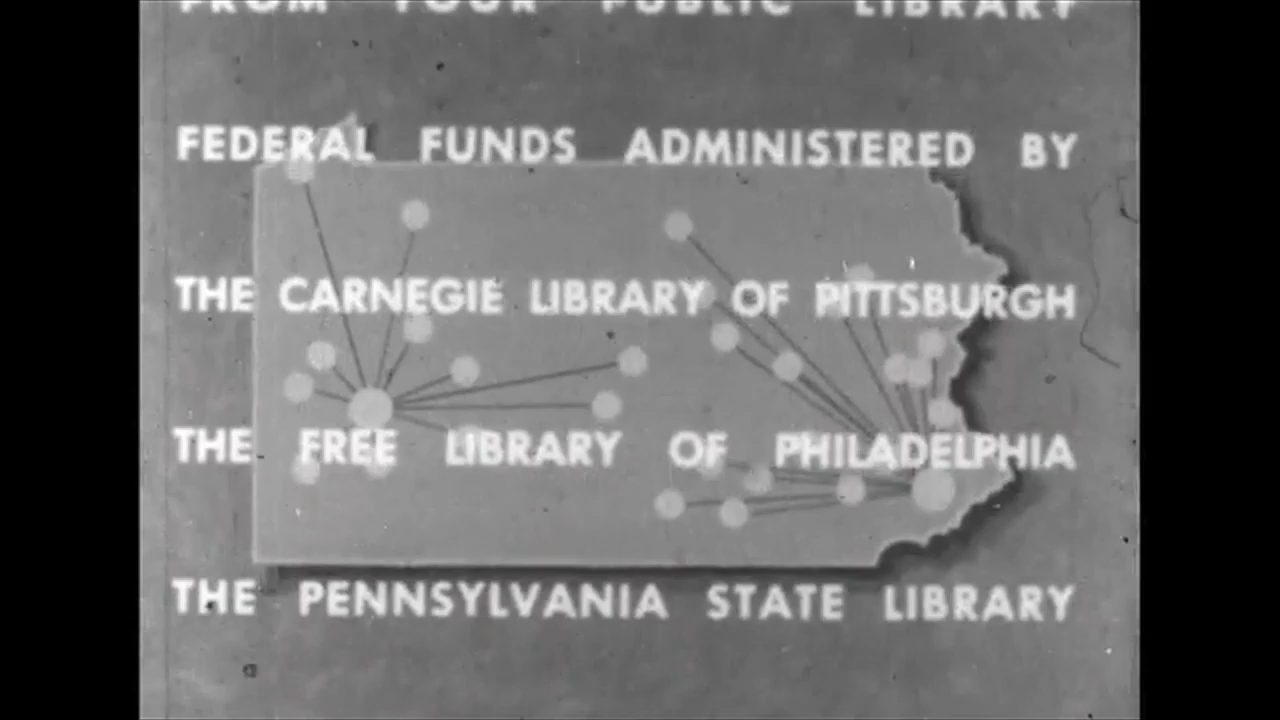 FROM YOUR PUBLIC LIBRARY
FEDERAL FUNDS ADMINISTERED BY
THE CARNEGIE LIBRARY OF PITTSBURGH
THE FREE LIBRARY OF PHILADELPHIA
THE PENNSYLVANIA STATE LIBRARY